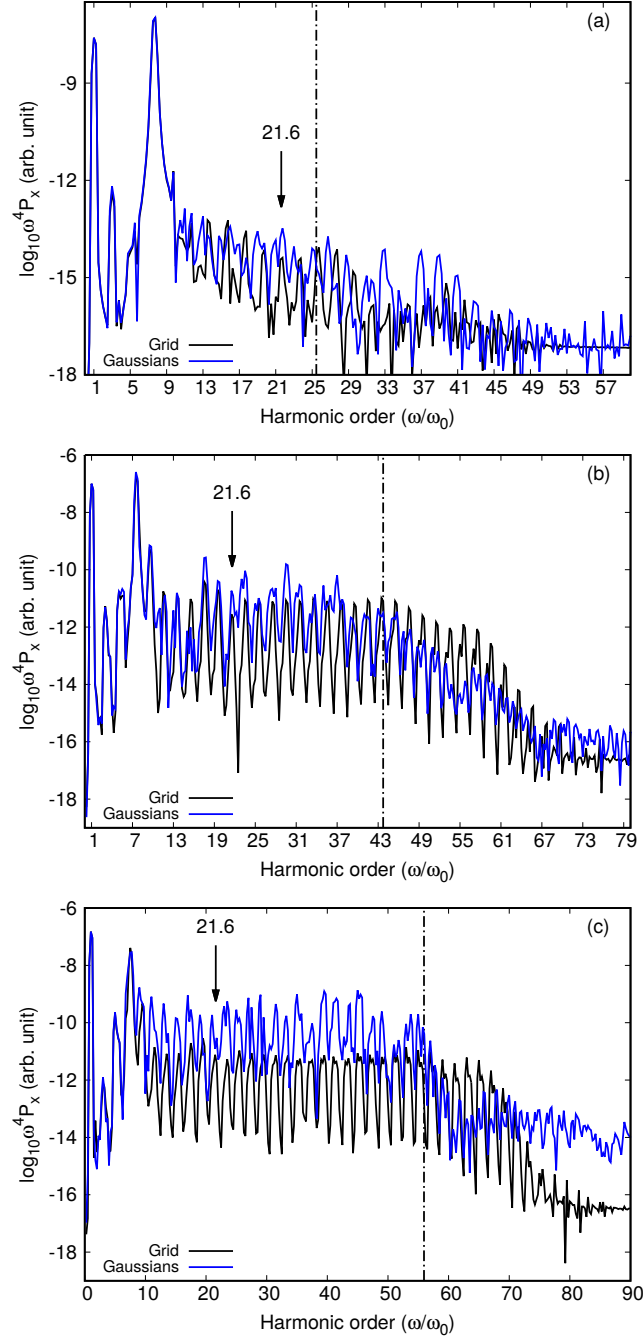 (a)
-9
21.6
-12
log10ω⁴Pₓ (arb. unit)
-15
Grid
Gaussians
-18
1 5 9 13 17 21 25 29 33 37 41 45 49 53 57
Harmonic order (ω/ω₀)
-6
(b)
21.6
-8
-10
log10ω⁴Pₓ (arb. unit)
-12
-14
-16
-18
Grid
Gaussians
1 7 13 19 25 31 37 43 49 55 61 67 73 79
Harmonic order (ω/ω₀)
-6
(c)
21.6
-8
-10
log10ω⁴Pₓ (arb. unit)
-12
-14
-16
-18
Grid
Gaussians
0 10 20 30 40 50 60 70 80 90
Harmonic order (ω/ω₀)